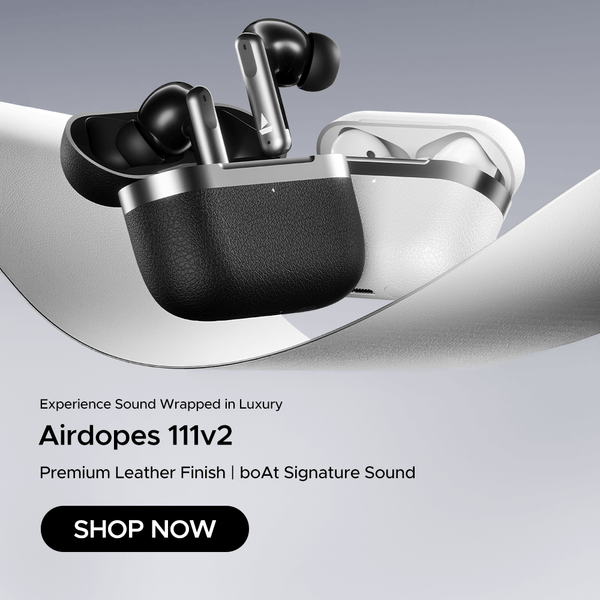 Experience Sound Wrapped in Luxury
Airdopes 111v2
Premium Leather Finish | boAt Signature Sound
SHOP NOW